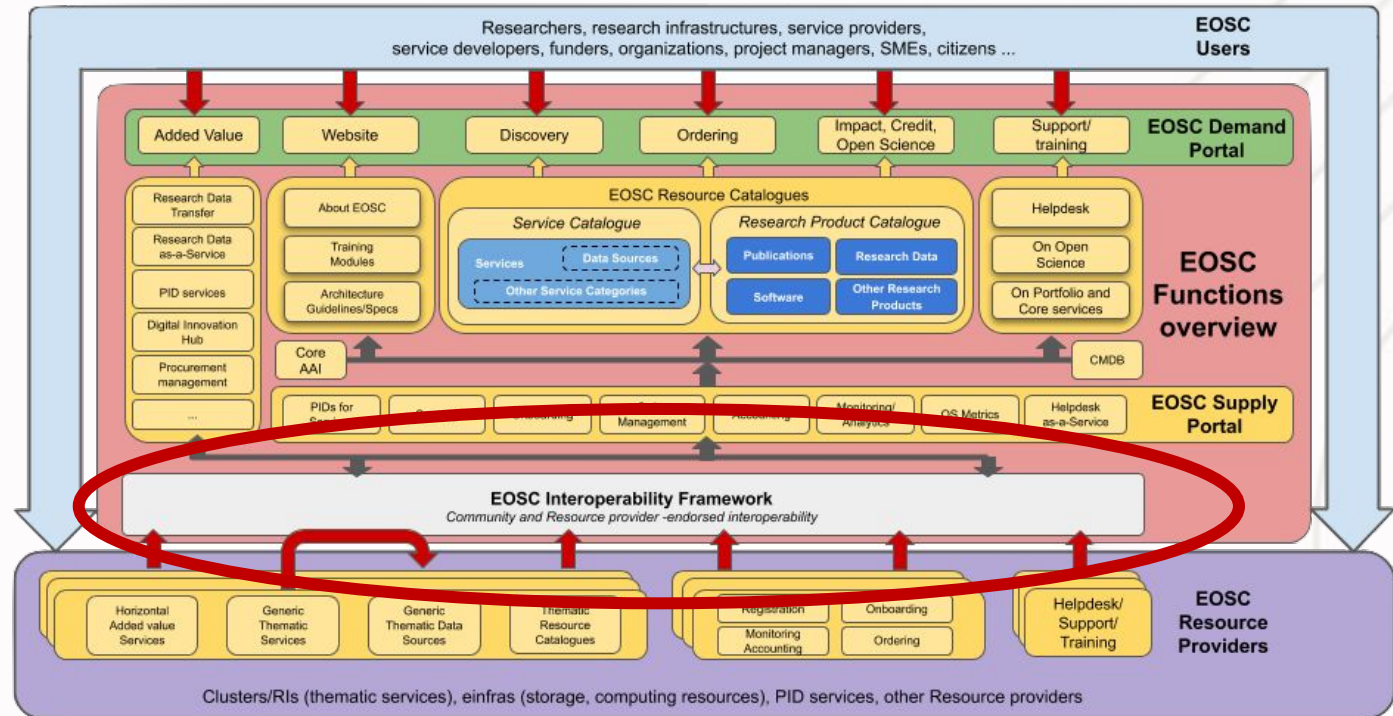 Researchers, research infrastructures, service providers,
service developers, funders, organizations, project managers, SMEs, citizens ...
EOSC
Users
Added Value
Website
Discovery
Ordering
Impact, Credit,
Open Science
Support/
training
EOSC Demand
Portal
Research Data
Transfer
Research Data
as-a-Service
PID services
Digital Innovation
Hub
Procurement
management
...
About EOSC
Training
Modules
Architecture
Guidelines/Specs
EOSC Resource Catalogues
Service Catalogue
Services
Data Sources
Other Service Categories
Research Product Catalogue
Publications
Research Data
Software
Other Research
Products
Helpdesk
On Open
Science
On Portfolio and
Core services
EOSC
Functions
overview
Core
AAI
CMDB
PIDs for
Management
Accounting
Monitoring/
Analytics
OS Metrics
Helpdesk
as-a-Service
EOSC Supply
Portal
EOSC Interoperability Framework
Community and Resource provider -endorsed interoperability
Horizontal
Added value
Services
Generic
Thematic
Services
Generic
Thematic Data
Sources
Thematic
Resource
Catalogues
Registration
Onboarding
Monitoring
Accounting
Ordering
Helpdesk/
Support/
Training
EOSC
Resource
Providers
Clusters/RIs (thematic services), einfras (storage, computing resources), PID services, other Resource providers